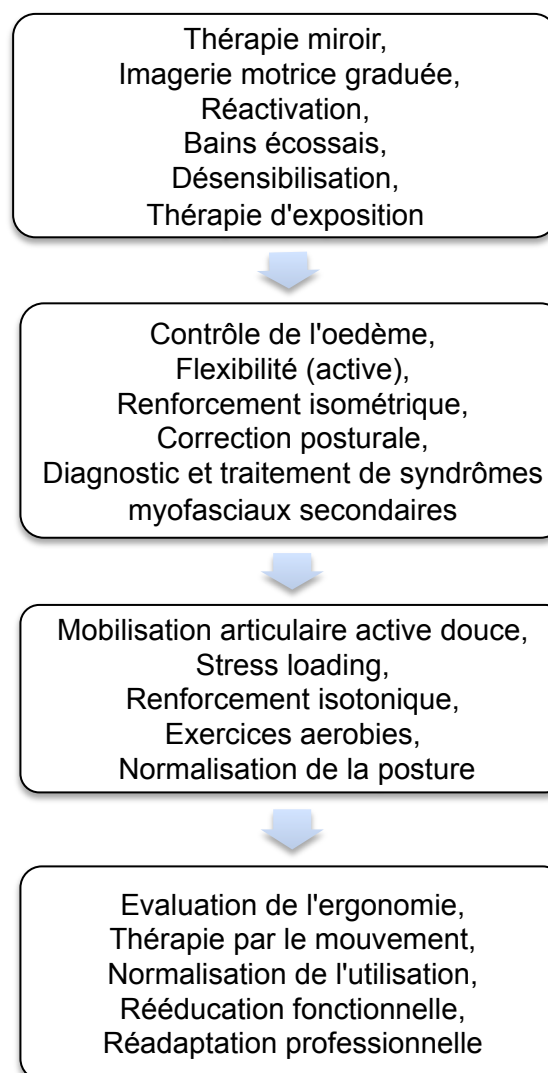 Thérapie miroir,
Imagerie motrice graduée,
Réactivation,
Bains écossais,
Désensibilisation,
Thérapie d'exposition
Contrôle de l'oedème,
Flexibilité (active),
Renforcement isométrique,
Correction posturale,
Diagnostic et traitement de syndrômes
myofasciaux secondaires
Mobilisation articulaire active douce,
Stress loading,
Renforcement isotonique,
Exercices aerobies,
Normalisation de la posture
Evaluation de l'ergonomie,
Thérapie par le mouvement,
Normalisation de l'utilisation,
Rééducation fonctionnelle,
Réadaptation professionnelle